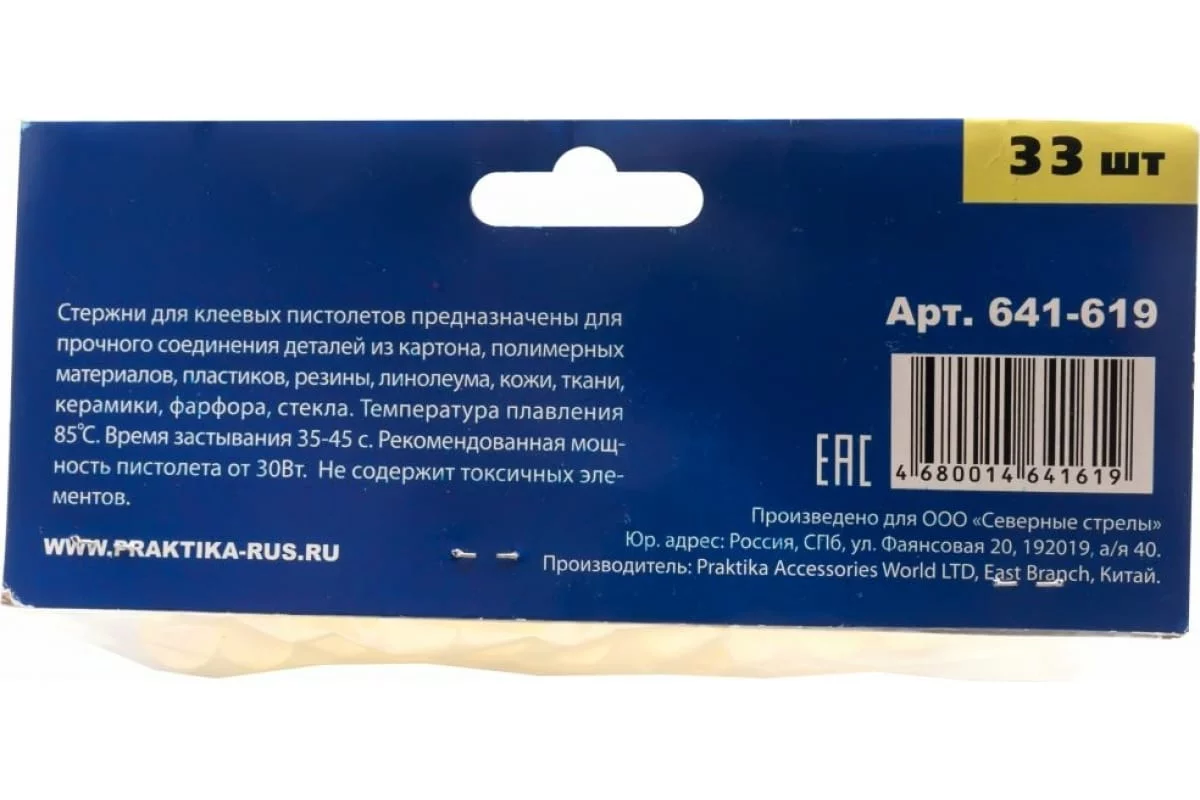 33 шт
Стержни для клеевых пистолетов предназначены для
прочного соединения деталей из картона, полимерных
материалов, пластиков, резины, линолеума, кожи, ткани,
керамики, фарфора, стекла. Температура плавления
85℃. Время застывания 35-45 с. Рекомендованная мощ-
ность пистолета от 30Вт. Не содержит токсичных эле-
ментов.
WWW.PRAKTIKA-RUS.RU
Арт. 641-619
EAC
4 680014 641619
Произведено для ООО «Северные стрелы»
Юр. адрес: Россия, СПб, ул. Фаянсовая 20, 192019, а/я 40.
Производитель: Praktika Accessories World LTD, East Branch, Китай.